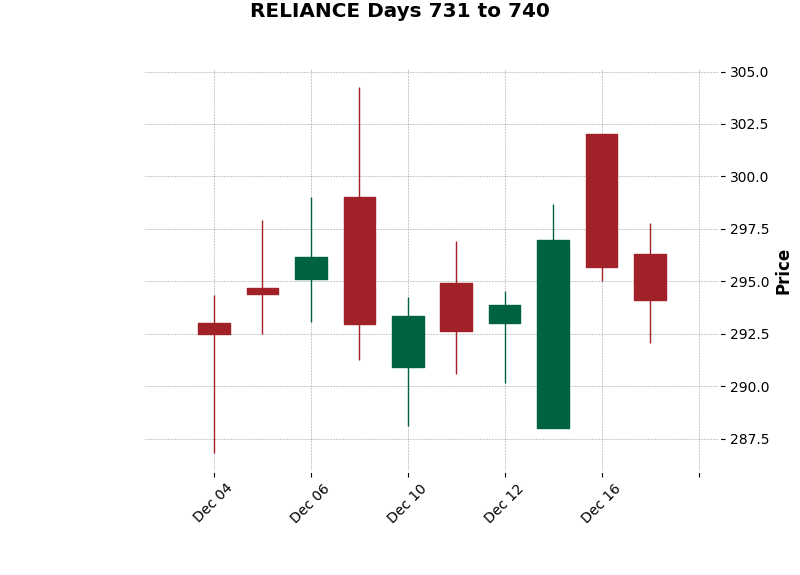 RELIANCE Days 731 to 740
305.0
302.5
300.0
297.5
295.0
292.5
290.0
287.5
Price
Dec 04
Dec 06
Dec 10
Dec 12
Dec 16